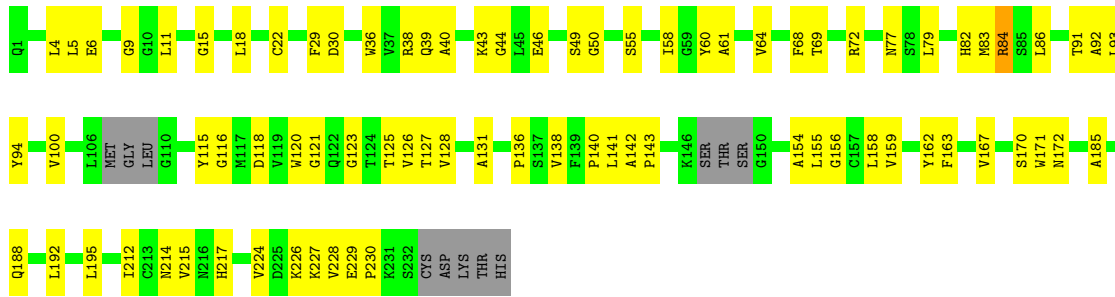 Q1 L4 L5 E6 G9 G10 L11 G15 L18 C22 F29 D30 W36 V37 R38 Q39 A40 K43 G44 L45 E46 S49 G50 S55 I58 G59 Y60 A61 V64 F68 T69 R72 N77 S78 L79 H82 M83 R84 S85 L86 T91 A92 L93
Y94 V100 L106 MET GLY LEU G110 Y115 G116 M117 D118 V119 W120 G121 Q122 G123 T124 T125 V126 T127 V128 A131 P136 S137 V138 F139 P140 L141 A142 P143 K146 SER THR SER G150 A154 L155 G156 C157 L158 V159 Y162 F163 V167 S170 W171 N172 A185
Q188 L192 L195 I212 C213 N214 V215 N216 H217 V224 D225 K226 K227 V228 E229 P230 K231 S232 CYS ASP LYS THR HIS